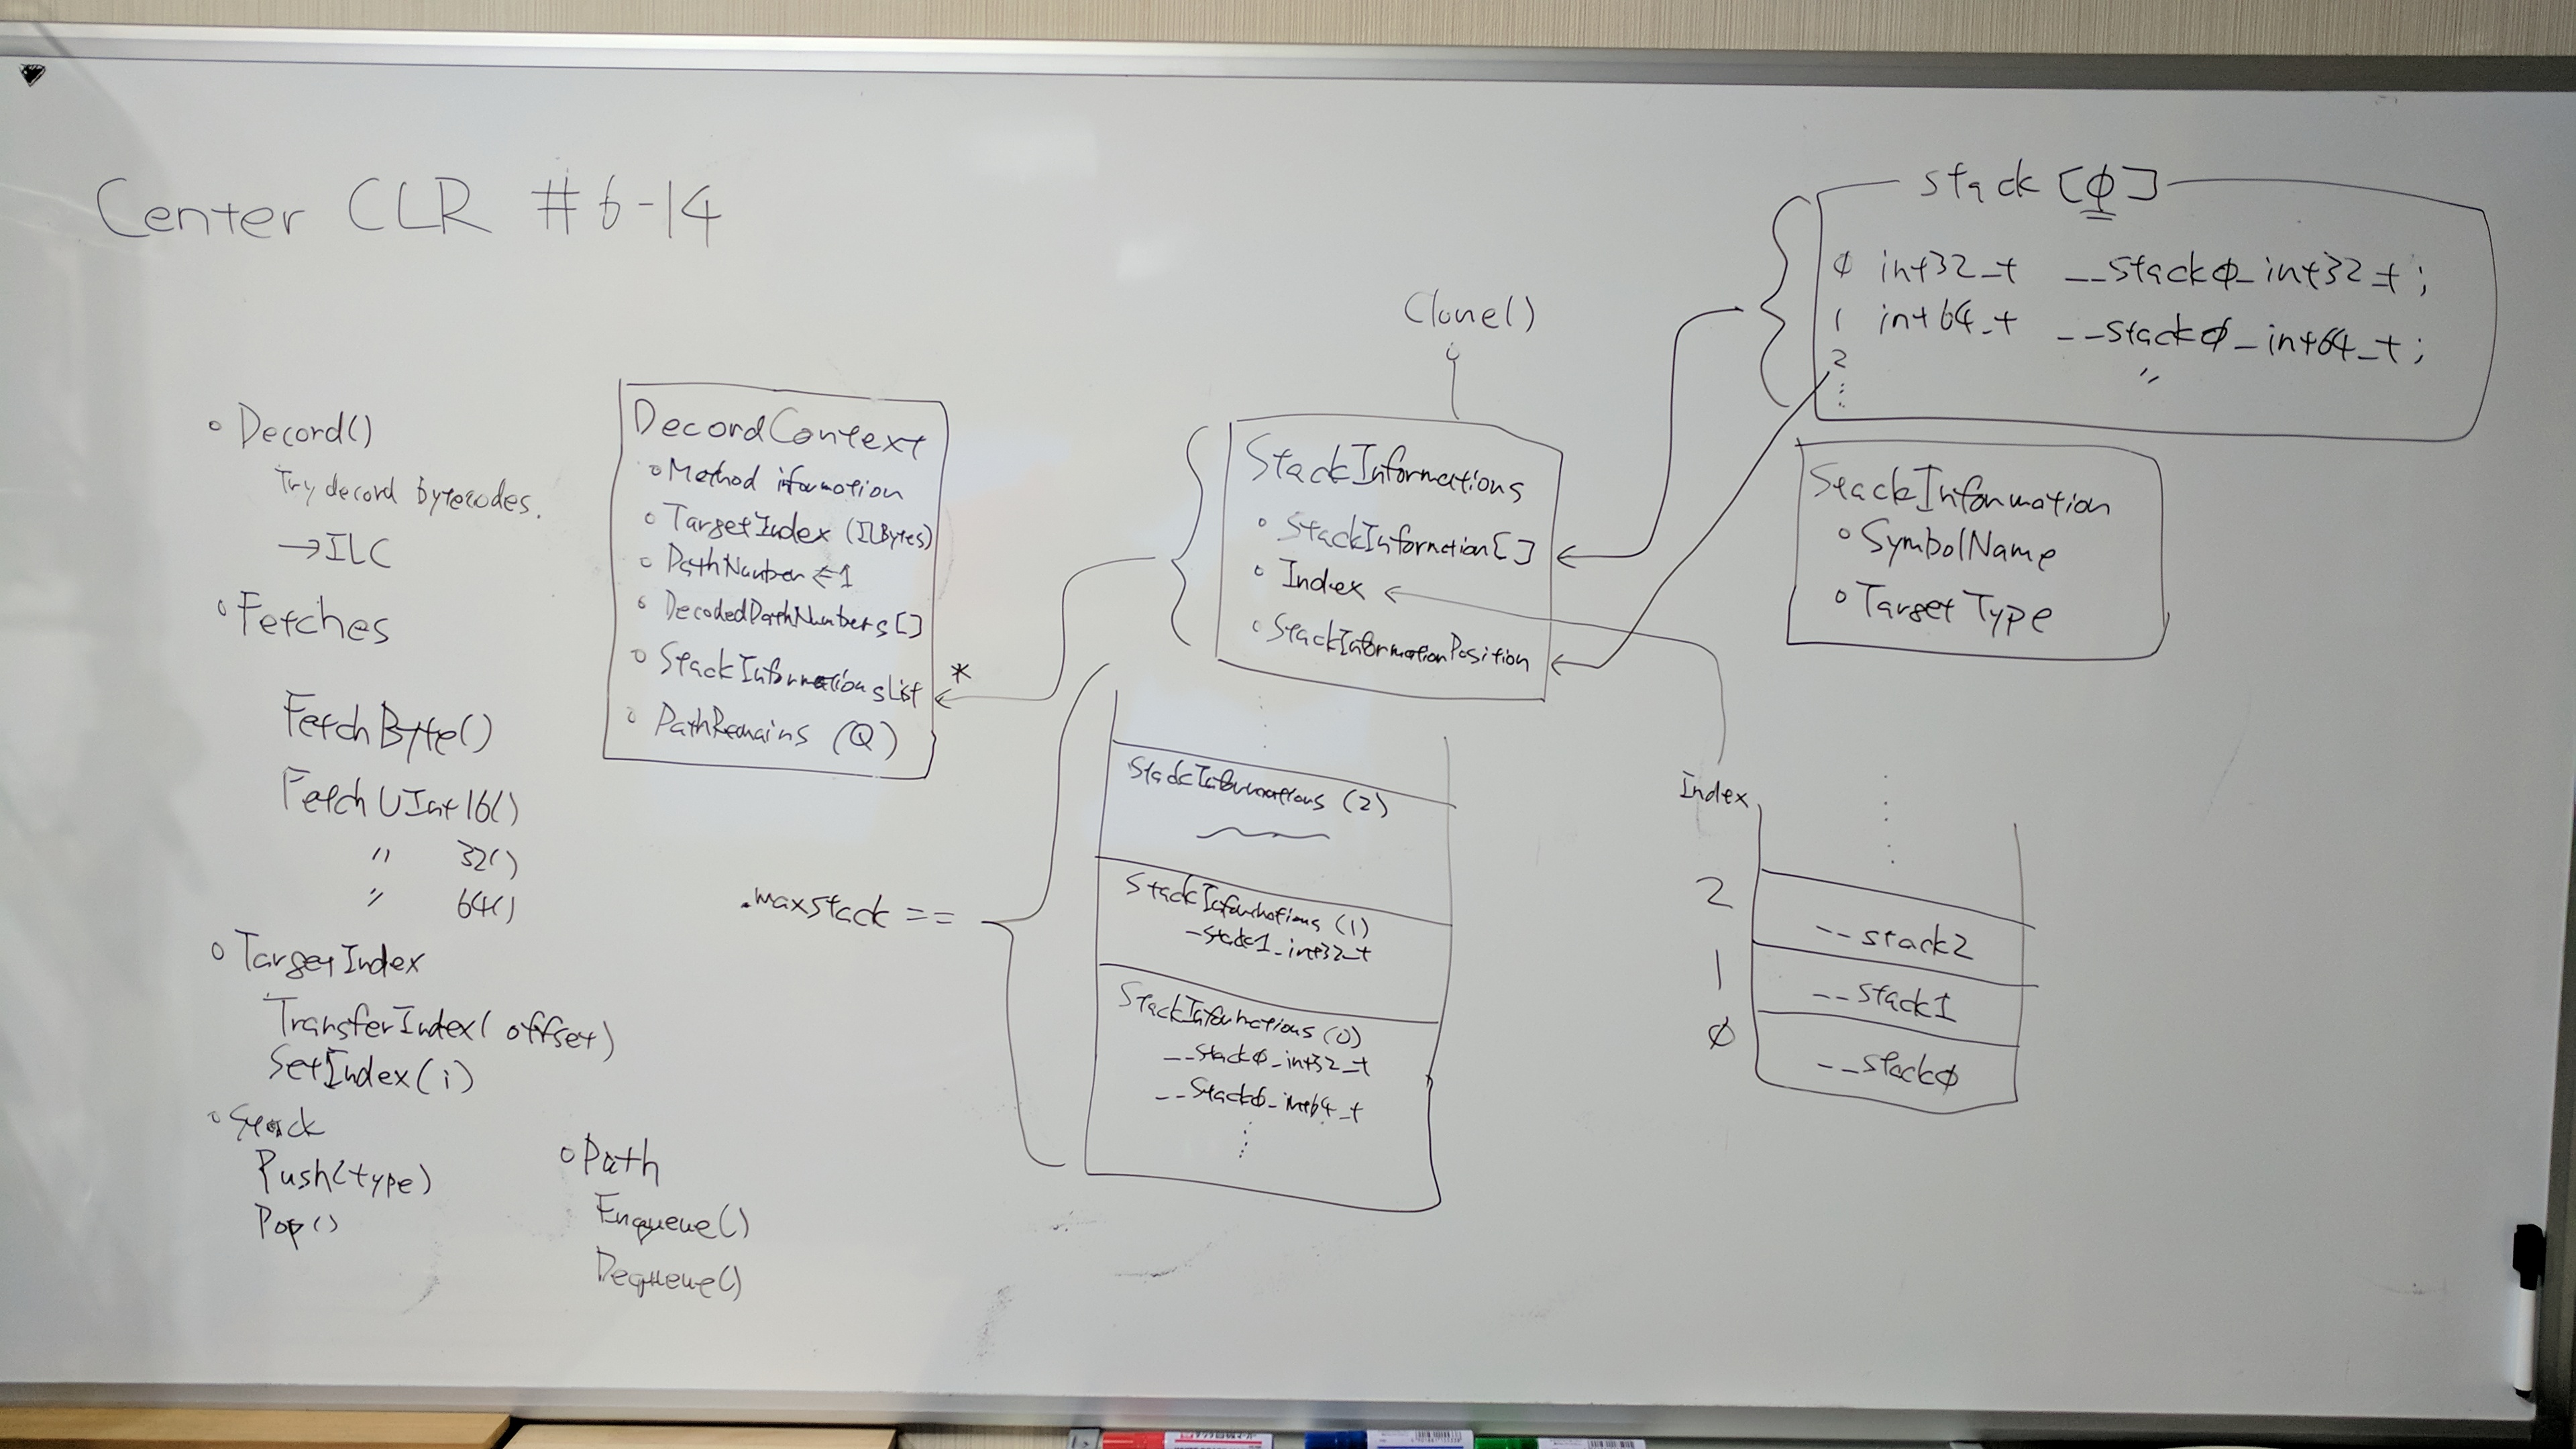 Center CLR #6-14
◦ Decord()
Try decord bytecodes.
→ ILC
◦ Fetches
FetchByte()
FetchUInt16()
〃 32()
〃 64()
◦ TargetIndex
TransferIndex(offset)
SetIndex(i)
◦ Stack
Push(type)
Pop()
◦ Path
Enqueue()
Dequeue()
DecordContext
◦ Method information
◦ TargetIndex (ILBytes)
◦ PathNumber ← 1
◦ DecodedPathNumbers[]
◦ StackInformationsList
*
◦ PathRemains (Q)
Clone()
StackInformations
◦ StackInformation[]
◦ Index
◦ StackInformationPosition
.maxstack ==
StackInformations (2)
StackInformations (1)
_stack1_int32_t
StackInformations (0)
__stack0_int32_t
__stack0_int64_t
stack [0]
0 int32_t __stack0_int32_t;
1 int64_t __stack0_int64_t;
2 〃
StackInformation
◦ SymbolName
◦ TargetType
Index
2 __stack2
1 __stack1
0 __stack0